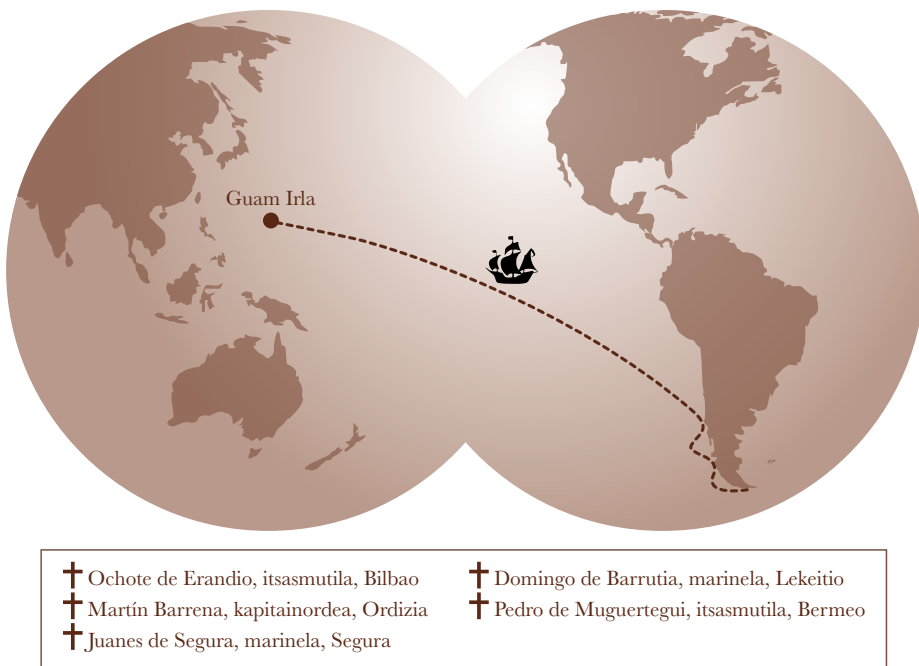 Guam Irla
Ochote de Erandio, itsasmutila, Bilbao
Martín Barrena, kapitainordea, Ordizia
Juanes de Segura, marinela, Segura
Domingo de Barrutia, marinela, Lekeitio
Pedro de Muguertegui, itsasmutila, Bermeo